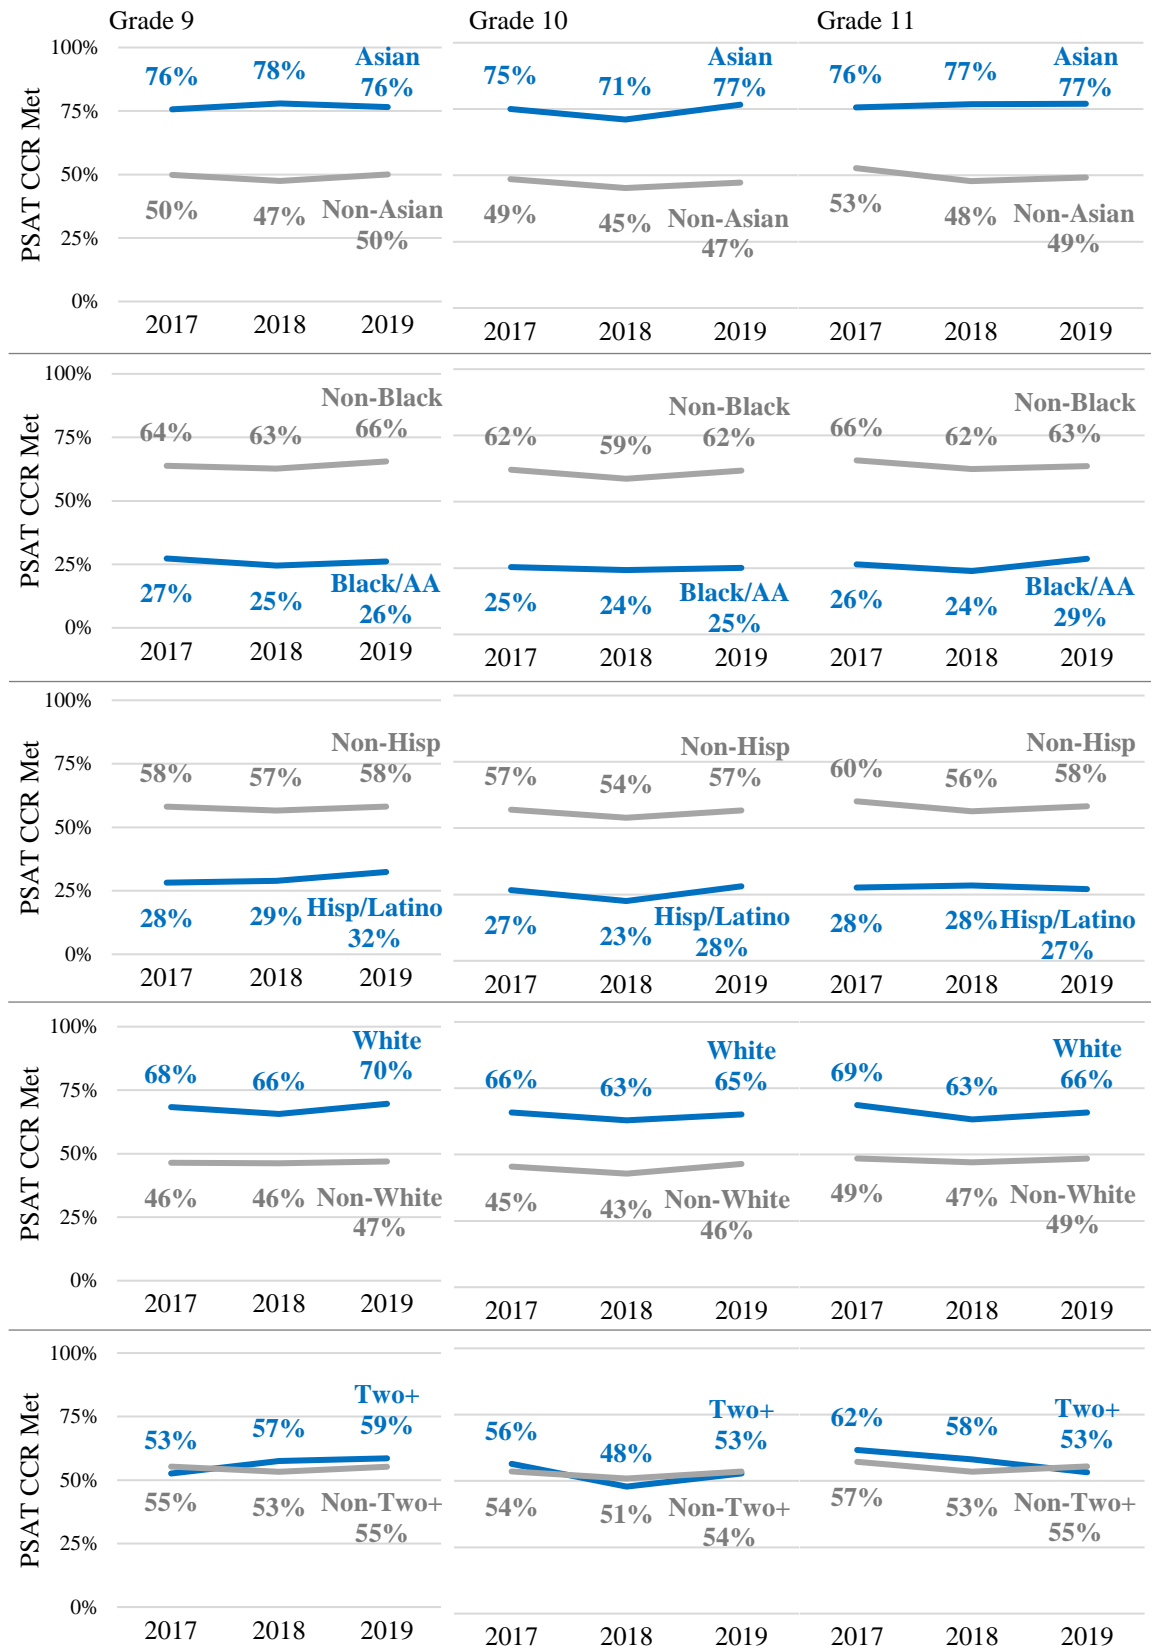 Grade 9 Grade 10 Grade 11
PSAT CCR Met
100%
75%
50%
25%
0%
76% 78% Asian
76%
50% 47% Non-Asian
50%
2017 2018 2019
75% 71% Asian
77%
49% 45% Non-Asian
47%
2017 2018 2019
76% 77% Asian
77%
53% 48% Non-Asian
49%
2017 2018 2019
PSAT CCR Met
100%
75%
50%
25%
0%
64% 63% Non-Black
66%
27% 25% Black/AA
26%
2017 2018 2019
62% 59% Non-Black
62%
25% 24% Black/AA
25%
2017 2018 2019
66% 62% Non-Black
63%
26% 24% Black/AA
29%
2017 2018 2019
PSAT CCR Met
100%
75%
50%
25%
0%
58% 57% Non-Hisp
58%
28% 29% Hisp/Latino
32%
2017 2018 2019
57% 54% Non-Hisp
57%
27% 23% Hisp/Latino
28%
2017 2018 2019
60% 56% Non-Hisp
58%
28% 28% Hisp/Latino
27%
2017 2018 2019
PSAT CCR Met
100%
75%
50%
25%
0%
68% 66% White
70%
46% 46% Non-White
47%
2017 2018 2019
66% 63% White
65%
45% 43% Non-White
46%
2017 2018 2019
69% 63% White
66%
49% 47% Non-White
49%
2017 2018 2019
PSAT CCR Met
100%
75%
50%
25%
0%
53% 57% Two+
59%
55% 53% Non-Two+
55%
2017 2018 2019
56% 48% Two+
53%
54% 51% Non-Two+
54%
2017 2018 2019
62% 58% Two+
53%
57% 53% Non-Two+
55%
2017 2018 2019